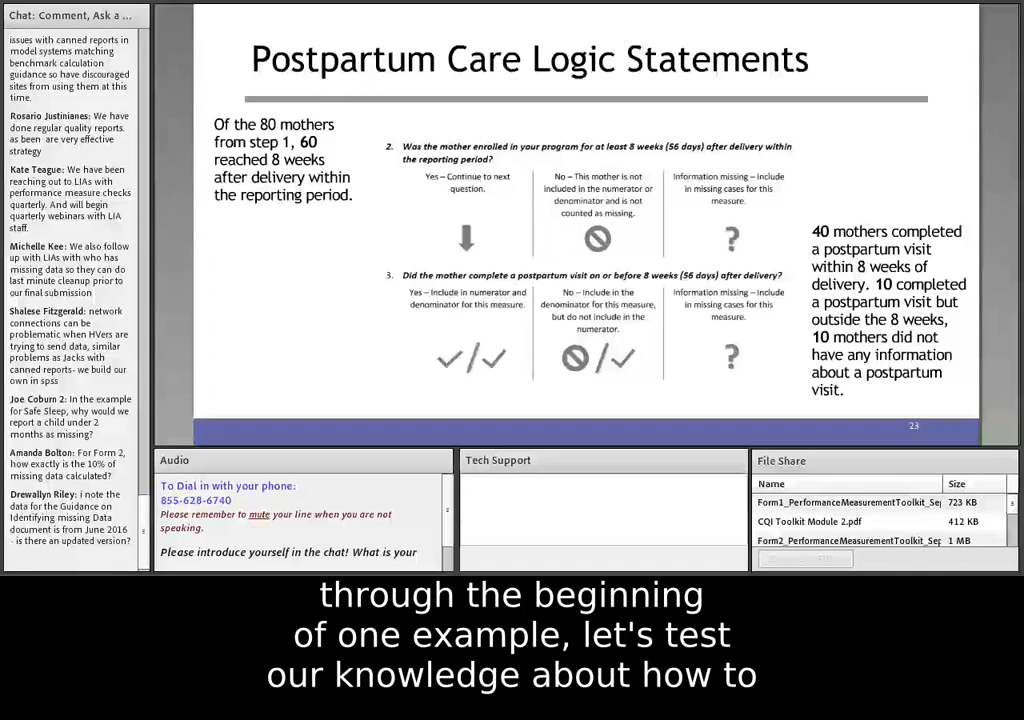 Chat: Comment, Ask a ...
issues with canned reports in
model systems matching
benchmark calculation
guidance so have discouraged
sites from using them at this
time.
Rosario Justinianes: We have
done regular quality reports
as been are very effective
strategy
Kate Teague: We have been
reaching out to LIAs with
performance measure checks
quarterly. And will begin
quarterly webinars with LIA
staff.
Michelle Kee: We also follow
up with LIAs with who has
missing data so they can do
last minute cleanup prior to
our final submission
Shalese Fitzgerald: network
connections can be
problematic when HVers are
trying to send data, similar
problems as Jacks with
canned reports- we build our
own in spss
Joe Coburn 2: In the example
for Safe Sleep, why would we
report a child under 2
months as missing?
Amanda Bolton: For Form 2,
how exactly is the 10% of
missing data calculated?
Drewallyn Riley: i note the
data for the Guidance on
Identifying missing Data
document is from June 2016
- is there an updated version?
Postpartum Care Logic Statements
Of the 80 mothers
from step 1, 60
reached 8 weeks
after delivery within
the reporting period.
2. Was the mother enrolled in your program for at least 8 weeks (56 days) after delivery within
the reporting period?
Yes – Continue to next
question.
No – This mother is not
included in the numerator or
denominator and is not
counted as missing.
Information missing – Include
in missing cases for this
measure.
?
3. Did the mother complete a postpartum visit on or before 8 weeks (56 days) after delivery?
Yes – Include in numerator and
denominator for this measure.
No – Include in the
denominator for this measure,
but do not include in the
numerator.
Information missing – Include
in missing cases for this
measure.
?
40 mothers completed
a postpartum visit
within 8 weeks of
delivery. 10 completed
a postpartum visit but
outside the 8 weeks,
10 mothers did not
have any information
about a postpartum
visit.
23
Audio
To Dial in with your phone:
855-628-6740
Please remember to mute your line when you are not
speaking.
Please introduce yourself in the chat! What is your
Tech Support
File Share
Name Size
Form1_PerformanceMeasurementToolkit_Sep 723 KB
CQI Toolkit Module 2.pdf 412 KB
Form2_PerformanceMeasurementToolkit_Sep 1 MB
through the beginning
of one example, let's test
our knowledge about how to